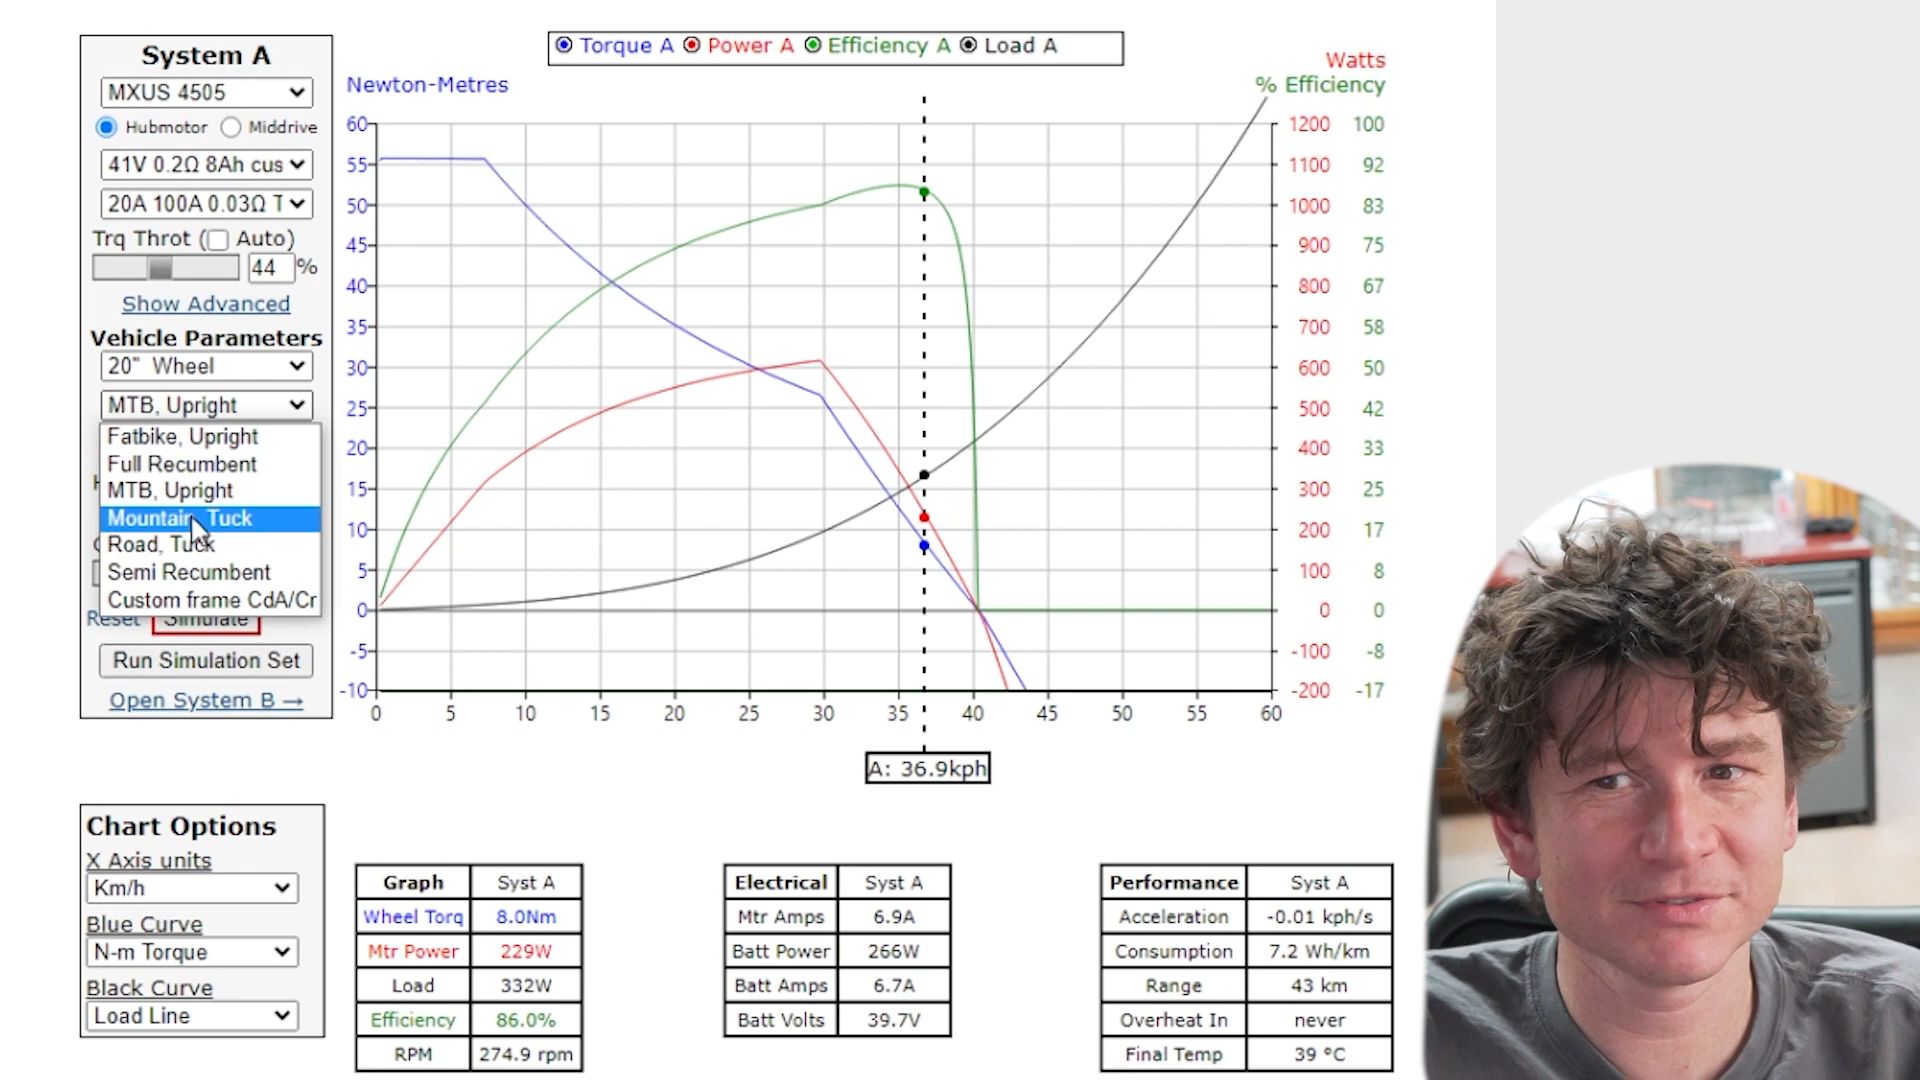 System A
MXUS 4505
Hubmotor Middrive
41V 0.2Ω 8Ah cus
20A 100A 0.03Ω T
Trq Throt ( Auto)
44 %
Show Advanced
Vehicle Parameters
20" Wheel
MTB, Upright
Fatbike, Upright
Full Recumbent
MTB, Upright
Mountain, Tuck
Road, Tuck
Semi Recumbent
Custom frame CdA/Cr
Reset Simulate
Run Simulation Set
Open System B →
Torque A Power A Efficiency A Load A
Newton-Metres
Watts
% Efficiency
60 1200 100
55 1100 92
50 1000 83
45 900 75
40 800 67
35 700 58
30 600 50
25 500 42
20 400 33
15 300 25
10 200 17
5 100 8
0 0 0
-5 -100 -8
-10 -200 -17
0 5 10 15 20 25 30 35 40 45 50 55 60
A: 36.9kph
Chart Options
X Axis units
Km/h
Blue Curve
N-m Torque
Black Curve
Load Line
Graph Syst A
Wheel Torq 8.0Nm
Mtr Power 229W
Load 332W
Efficiency 86.0%
RPM 274.9 rpm
Electrical Syst A
Mtr Amps 6.9A
Batt Power 266W
Batt Amps 6.7A
Batt Volts 39.7V
Performance Syst A
Acceleration -0.01 kph/s
Consumption 7.2 Wh/km
Range 43 km
Overheat In never
Final Temp 39 °C